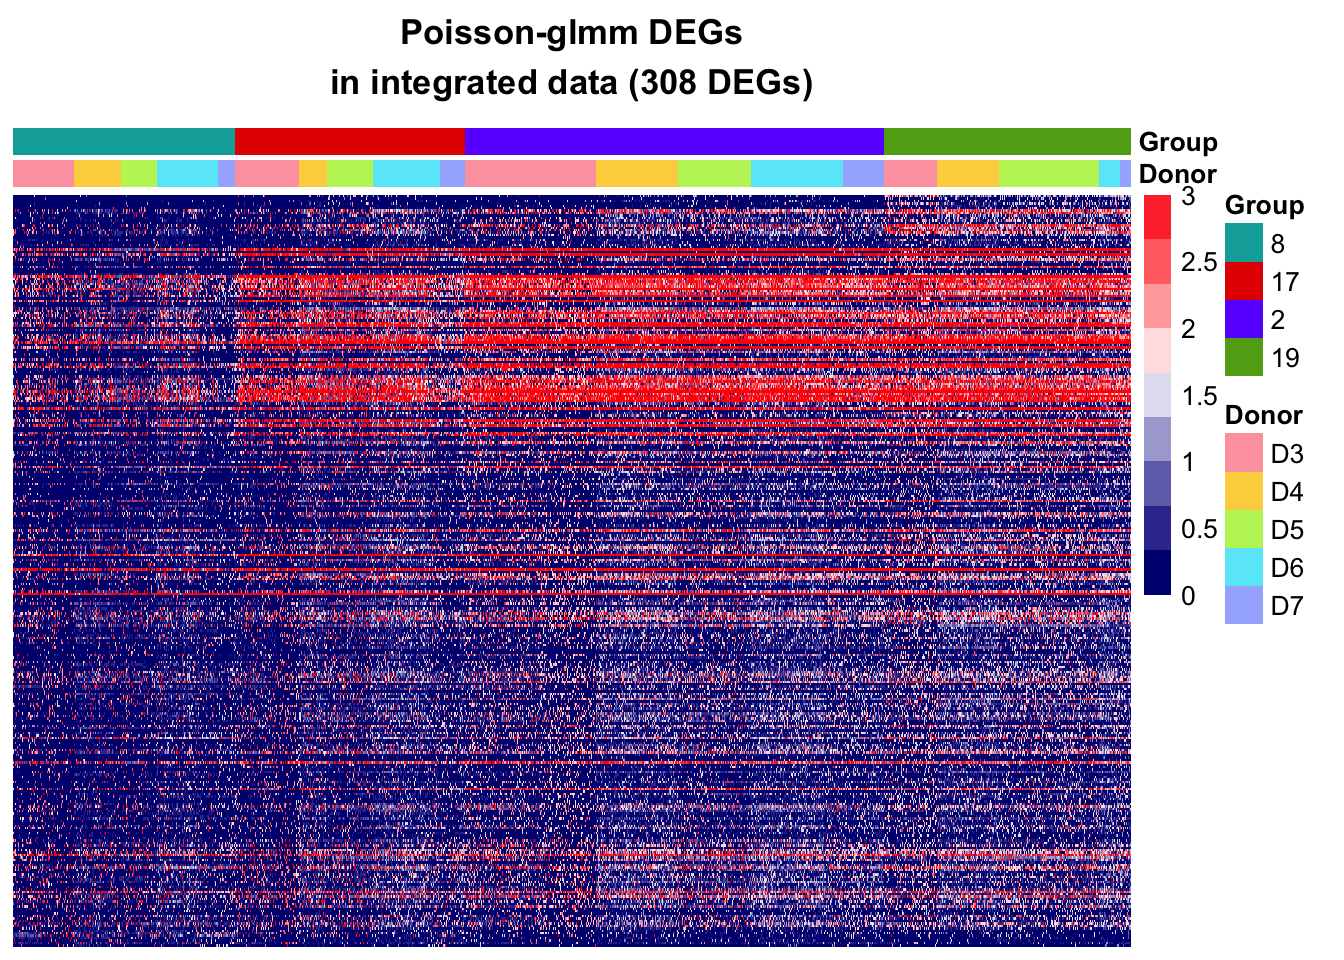 Poisson-glmm DEGs
in integrated data (308 DEGs)
Group
Donor
3
2.5
2
1.5
1
0.5
0
Group
8
17
2
19
Donor
D3
D4
D5
D6
D7